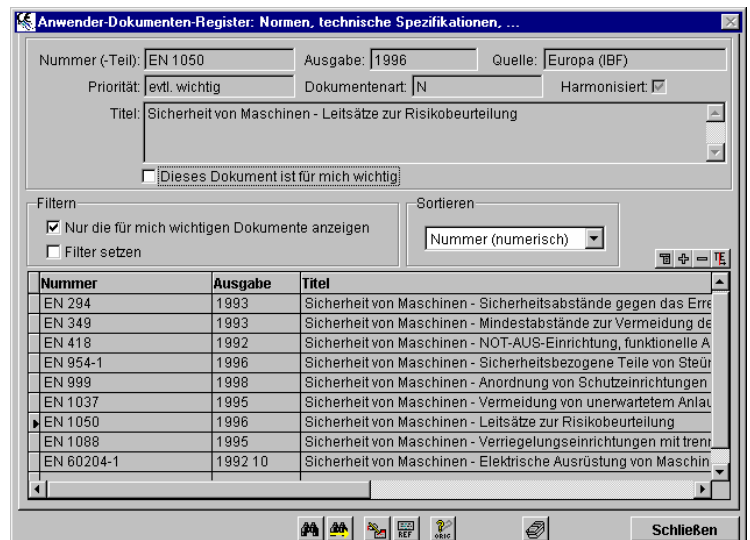 Anwender-Dokumenten-Register: Normen, technische Spezifikationen, ...
Nummer (-Teil): EN 1050 Ausgabe: 1996 Quelle: Europa (IBF)
Priorität: evtl. wichtig Dokumentenart: N Harmonisiert:
Titel: Sicherheit von Maschinen - Leitsätze zur Risikobeurteilung
Dieses Dokument ist für mich wichtig
Filtern Sortieren
Nur die für mich wichtigen Dokumente anzeigen
Nummer (numerisch)
Filter setzen
TE
Nummer Ausgabe Titel
EN 294 1993 Sicherheit von Maschinen - Sicherheitsabstände gegen das Erre
EN 349 1993 Sicherheit von Maschinen - Mindestabstände zur Vermeidung de
EN 418 1992 Sicherheit von Maschinen - NOT-AUS-Einrichtung, funktionelle A
EN 954-1 1996 Sicherheit von Maschinen - Sicherheitsbezogene Teile von Steür
EN 999 1998 Sicherheit von Maschinen - Anordnung von Schutzeinrichtungen
EN 1037 1995 Sicherheit von Maschinen - Vermeidung von unerwartetem Anlau
EN 1050 1996 Sicherheit von Maschinen - Leitsätze zur Risikobeurteilung
EN 1088 1995 Sicherheit von Maschinen - Verriegelungseinrichtungen mit tren
EN 60204-1 1992 10 Sicherheit von Maschinen - Elektrische Ausrüstung von Maschin
REF ORIG Schließen